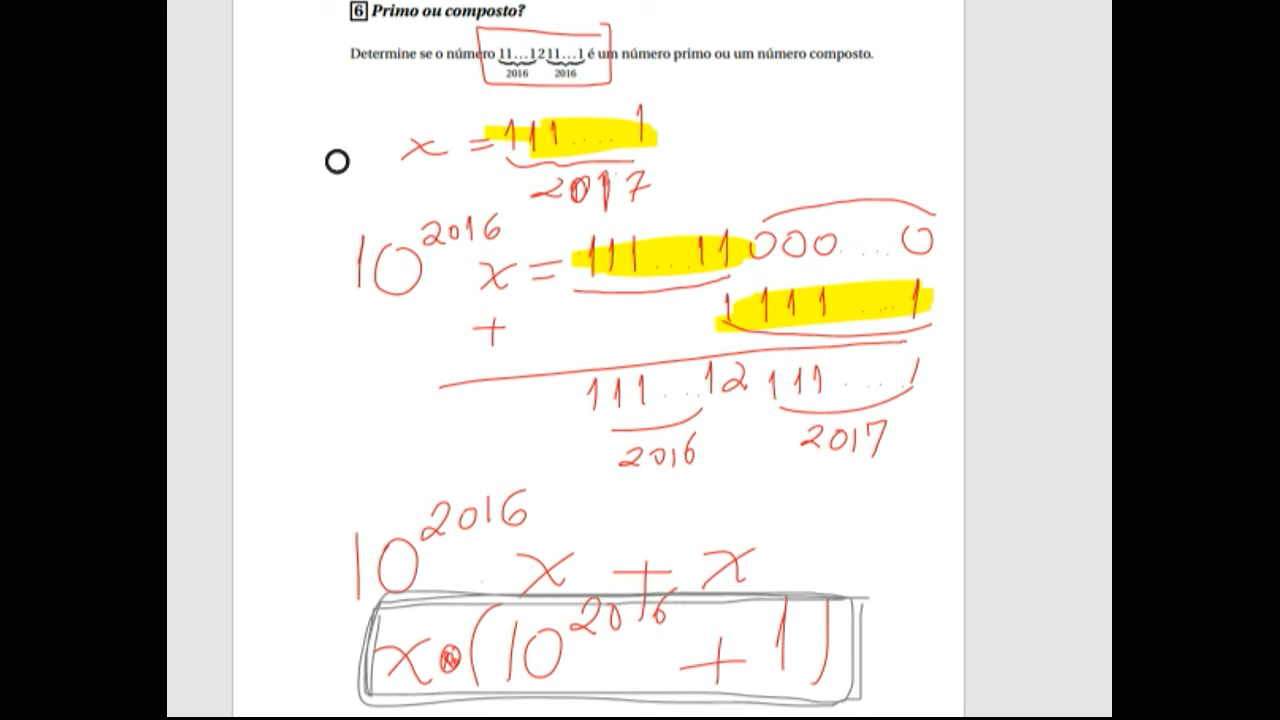 6 Primo ou composto?
Determine se o número 11...1211...1 é um número primo ou um número composto.
2016 2016
x = 111....1
2017
10^2016 x = 111...11000...0
+ 1111....1
111...12111....1
2016 2017
10^2016 . x + x
x . (10^2016 + 1)